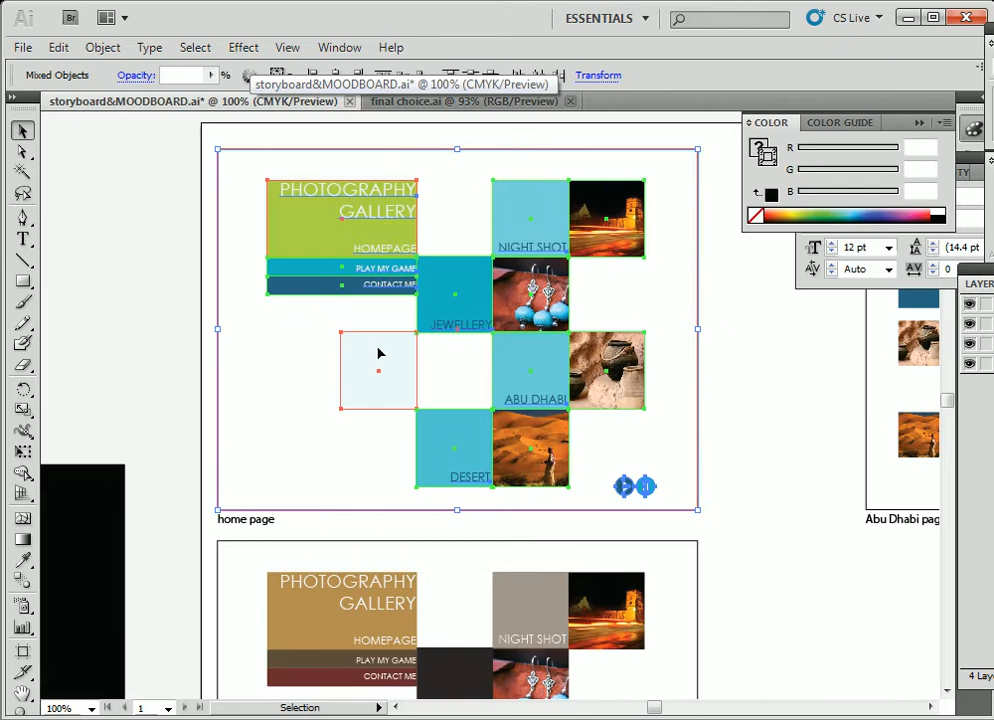 Ai Br ESSENTIALS CS Live
File Edit Object Type Select Effect View Window Help
Mixed Objects Opacity: % Transform
storyboard&MOODBOARD.ai* @ 100% (CMYK/Preview)
storyboard&MOODBOARD.ai* @ 100% (CMYK/Preview) final choice.ai @ 93% (RGB/Preview)
COLOR COLOR GUIDE
R
G
B
TY
12 pt (14.4 pt
Auto 0
LAYER
PHOTOGRAPHY
GALLERY
HOMEPAGE
PLAY MY GAME
CONTACT ME
NIGHT SHOT
JEWELLERY
ABU DHABI
DESERT
home page
Abu Dhabi pag
PHOTOGRAPHY
GALLERY
HOMEPAGE
PLAY MY GAME
CONTACT ME
NIGHT SHOT
4 Laye
100% 1 Selection